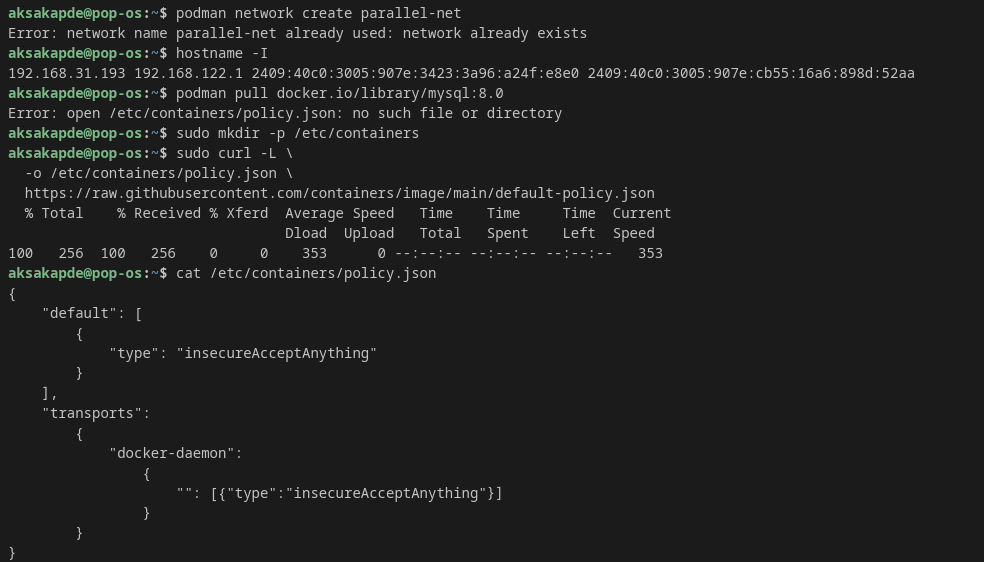 aksakapde@pop-os:~$ podman network create parallel-net
Error: network name parallel-net already used: network already exists
aksakapde@pop-os:~$ hostname -I
192.168.31.193 192.168.122.1 2409:40c0:3005:907e:3423:3a96:a24f:e8e0 2409:40c0:3005:907e:cb55:16a6:898d:52aa
aksakapde@pop-os:~$ podman pull docker.io/library/mysql:8.0
Error: open /etc/containers/policy.json: no such file or directory
aksakapde@pop-os:~$ sudo mkdir -p /etc/containers
aksakapde@pop-os:~$ sudo curl -L \
  -o /etc/containers/policy.json \
  https://raw.githubusercontent.com/containers/image/main/default-policy.json
  % Total    % Received % Xferd  Average Speed   Time    Time     Time  Current
                                 Dload  Upload   Total   Spent    Left  Speed
100   256  100   256    0     0    353      0 --:--:-- --:--:-- --:--:--   353
aksakapde@pop-os:~$ cat /etc/containers/policy.json
{
    "default": [
        {
            "type": "insecureAcceptAnything"
        }
    ],
    "transports":
        {
            "docker-daemon":
                {
                    "": [{"type":"insecureAcceptAnything"}]
                }
        }
}